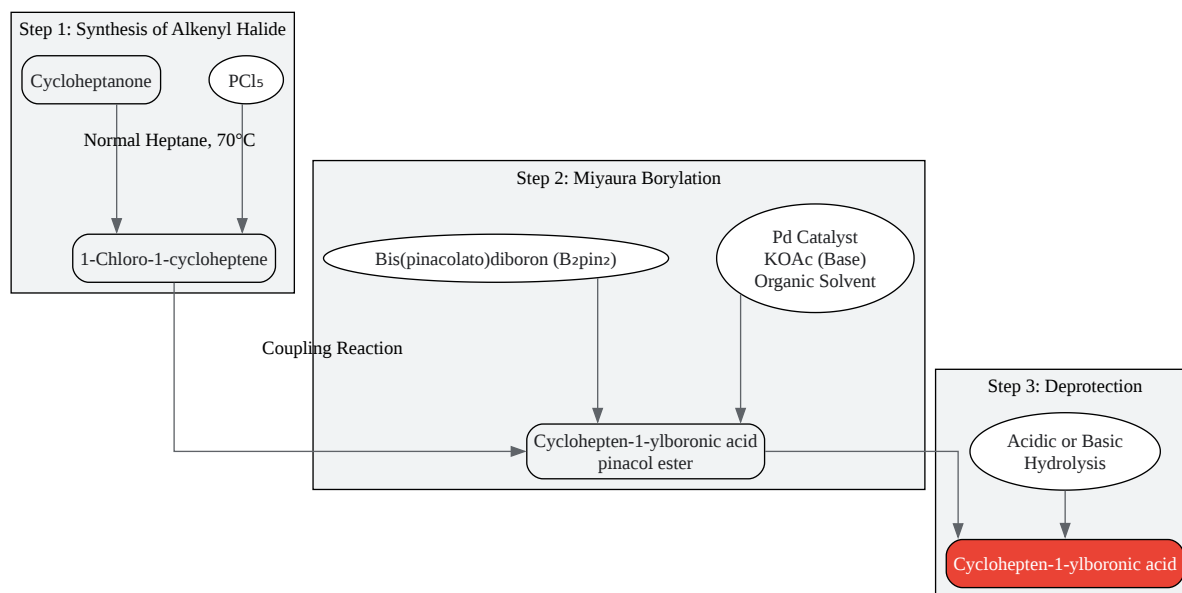 Step 1: Synthesis of Alkenyl Halide
Cycloheptanone
PCl₅
Normal Heptane, 70°C
1-Chloro-1-cycloheptene
Step 2: Miyaura Borylation
Bis(pinacolato)diboron (B₂pin₂)
Pd Catalyst
KOAc (Base)
Organic Solvent
Coupling Reaction
Cyclohepten-1-ylboronic acid
pinacol ester
Step 3: Deprotection
Acidic or Basic
Hydrolysis
Cyclohepten-1-ylboronic acid